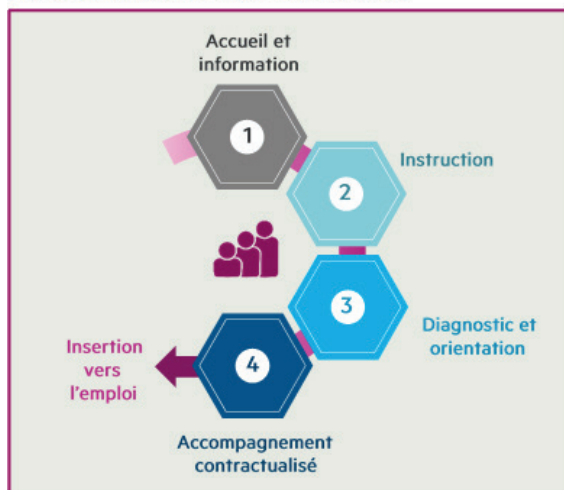 Accueil et
information
1
2
Instruction
3
Diagnostic et
orientation
4
Insertion
vers
l'emploi
Accompagnement
contractualisé